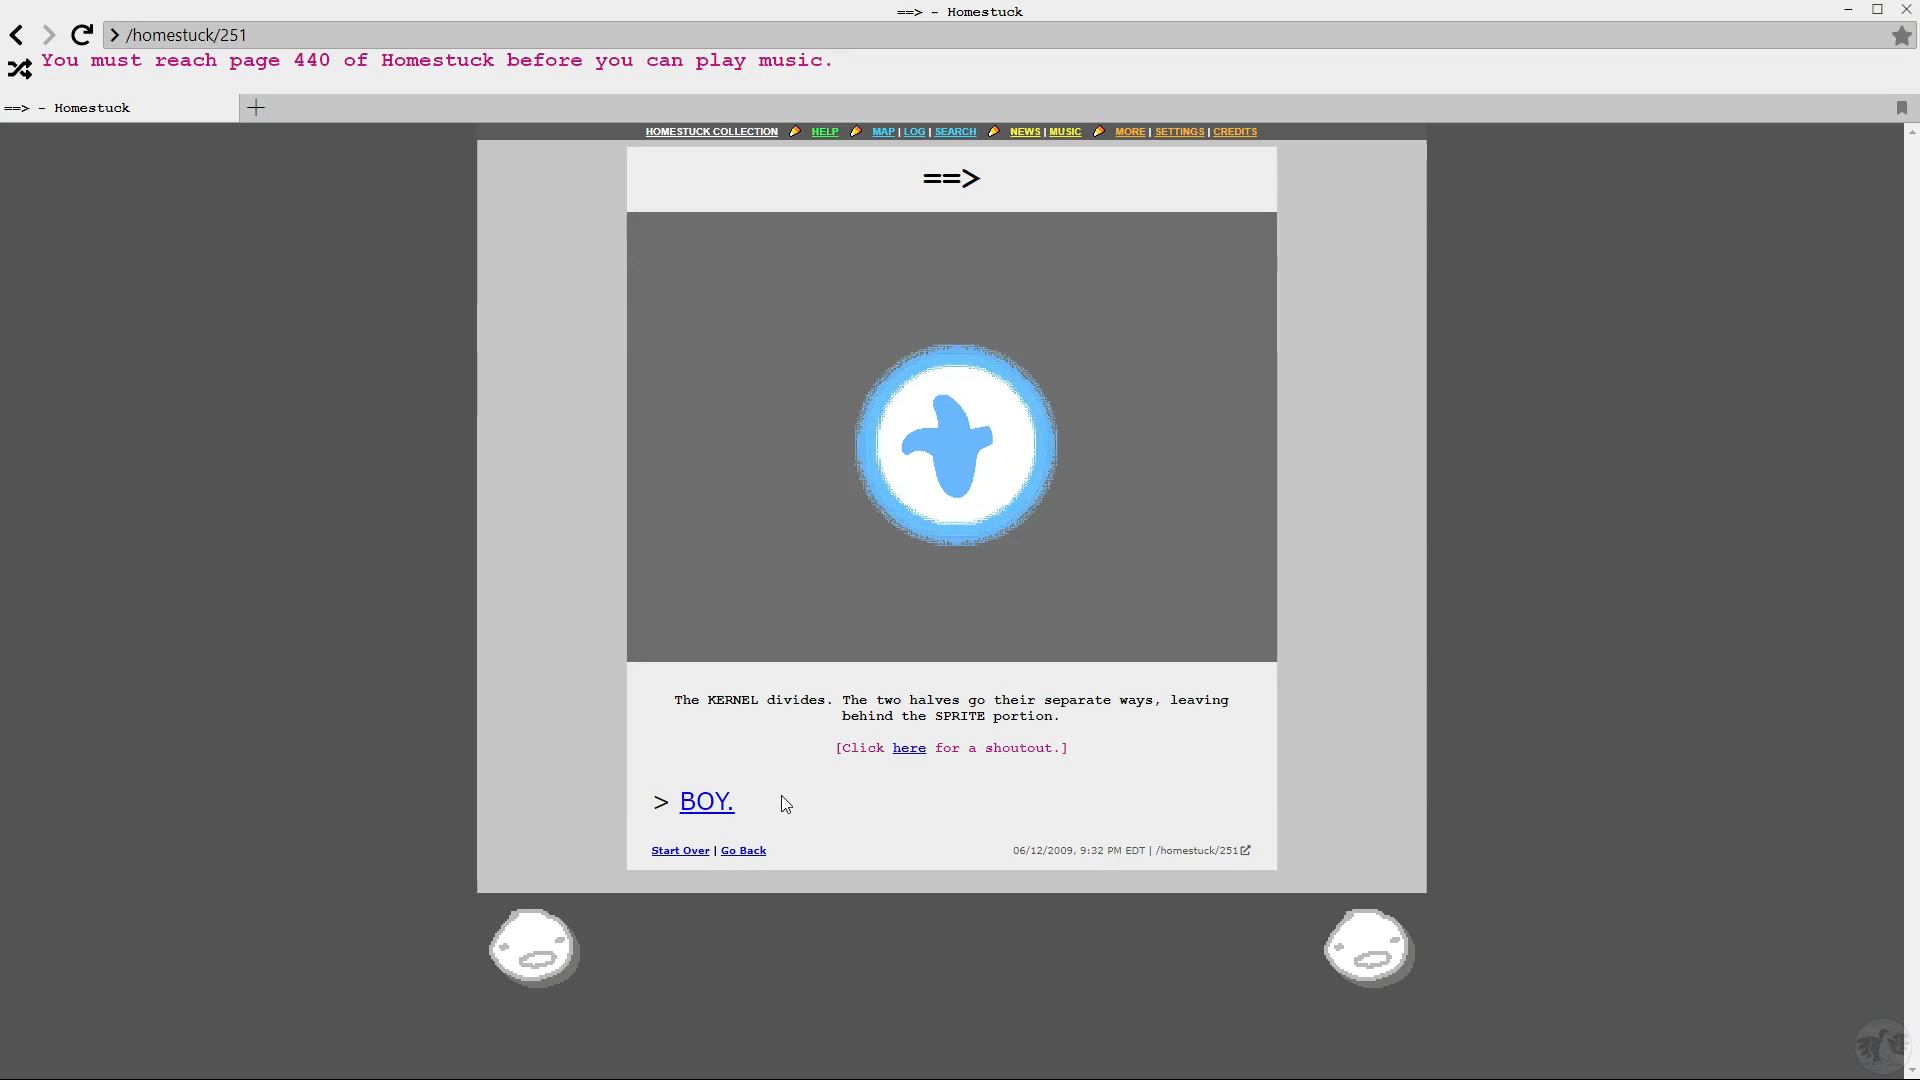 ==> - Homestuck
/homestuck/251
You must reach page 440 of Homestuck before you can play music.
==> - Homestuck
HOMESTUCK COLLECTION HELP MAP | LOG | SEARCH NEWS | MUSIC MORE | SETTINGS | CREDITS
==>
The KERNEL divides. The two halves go their separate ways, leaving
behind the SPRITE portion.
[Click here for a shoutout.]
> BOY.
Start Over | Go Back
06/12/2009, 9:32 PM EDT | /homestuck/251